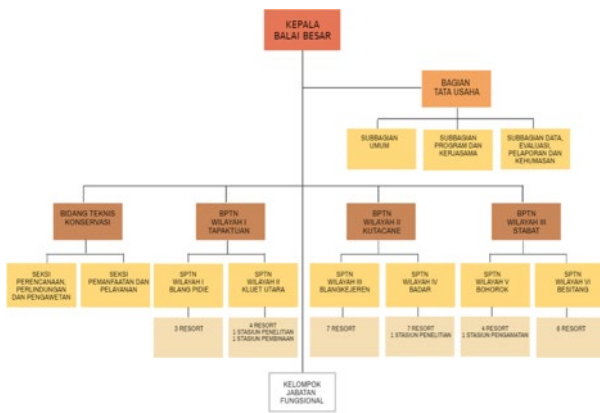 KEPALA
BALAI BESAR
BAGIAN
TATA USAHA
SUBBAGIAN
UMUM
SUBBAGIAN
PROGRAM DAN
KERJASAMA
SUBBAGIAN DATA,
EVALUASI,
PELAPORAN DAN
KEHUMASAN
BIDANG TEKNIS
KONSERVASI
BPTN
WILAYAH I
TAPAKTUAN
BPTN
WILAYAH II
KUTACANE
BPTN
WILAYAH III
STABAT
SEKSI
PERENCANAAN,
PERLINDUNGAN
DAN PENGAWETAN
SEKSI
PEMANFAATAN DAN
PELAYANAN
SPTN
WILAYAH I
BLANG PIDIE
SPTN
WILAYAH II
KLUET UTARA
SPTN
WILAYAH III
BLANGKEJEREN
SPTN
WILAYAH IV
BADAR
SPTN
WILAYAH V
BOHOROK
SPTN
WILAYAH VI
BESITANG
3 RESORT
4 RESORT
1 STASIUN PENELITIAN
1 STASIUN PEMBINAAN
7 RESORT
7 RESORT
1 STASIUN PENELITIAN
4 RESORT
1 STASIUN PENGAMATAN
6 RESORT
KELOMPOK
JABATAN
FUNGSIONAL